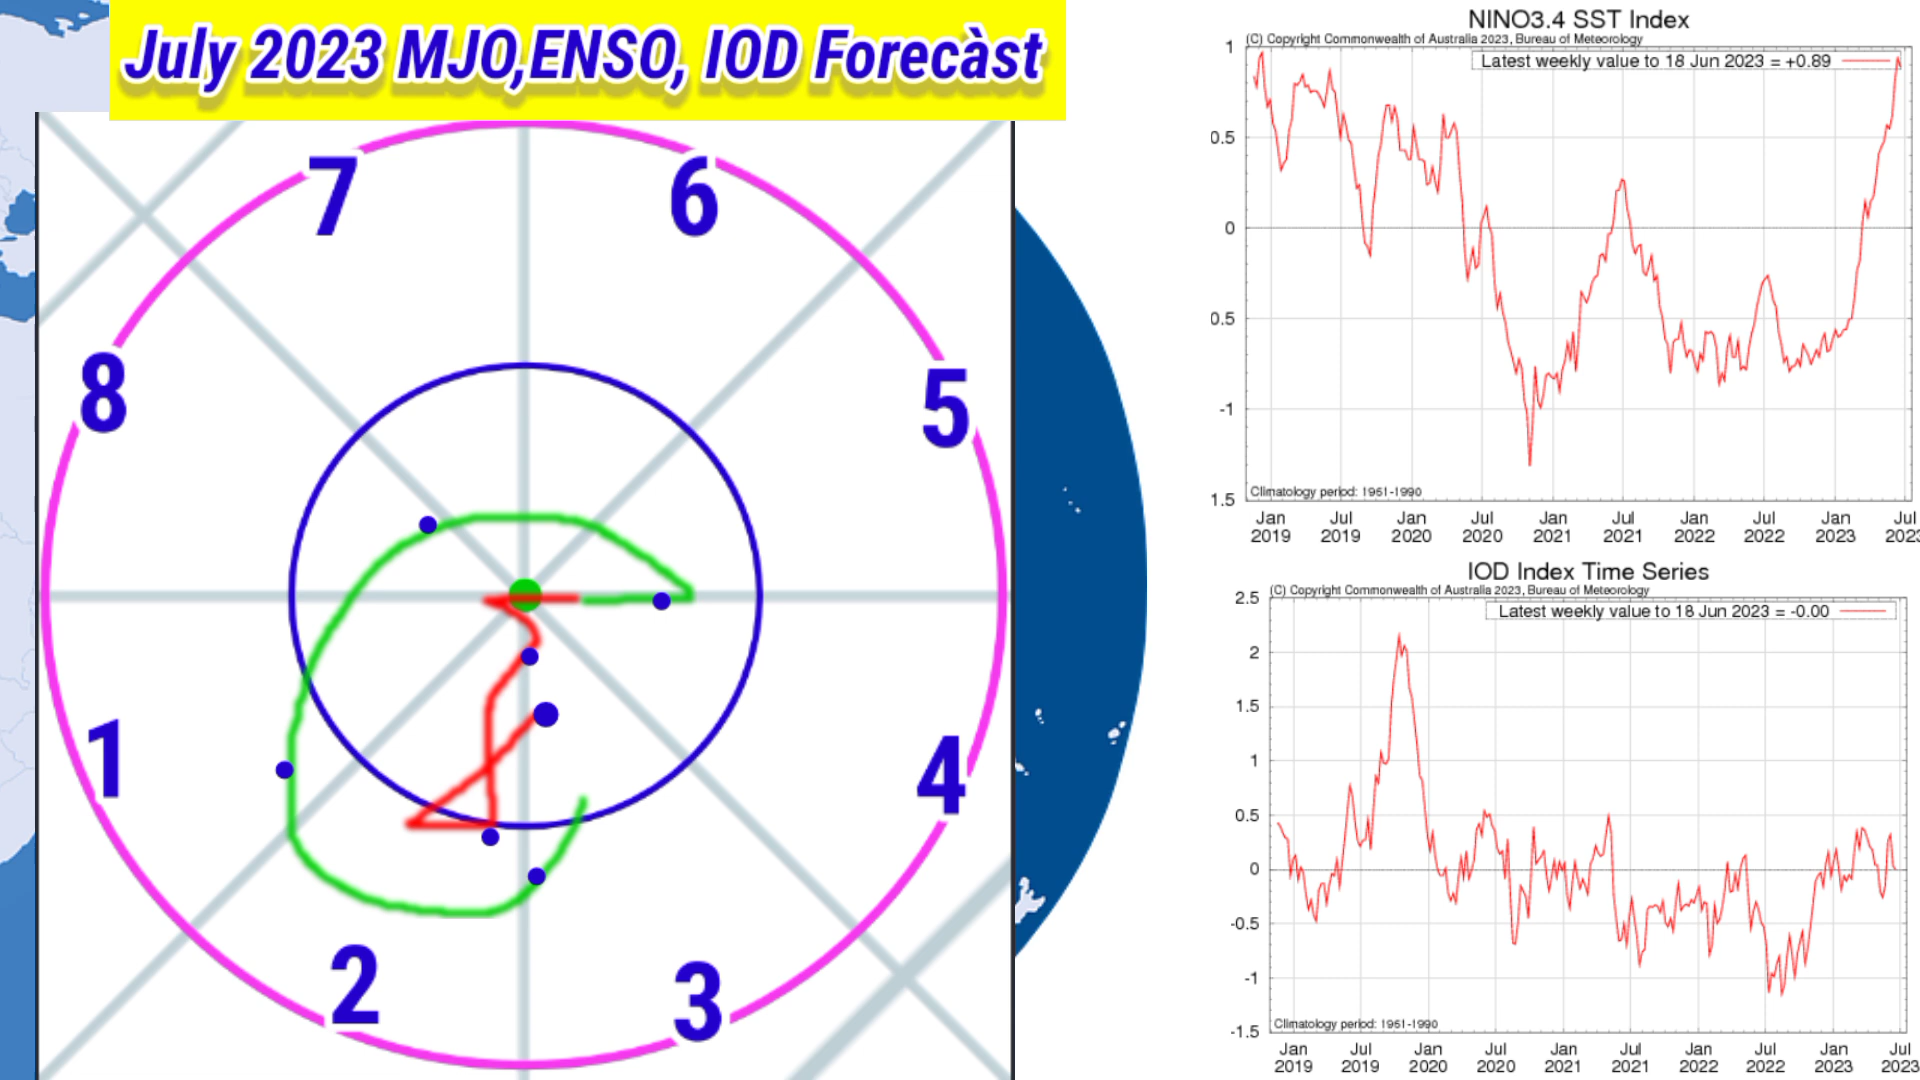 July 2023 MJO,ENSO, IOD Forecàst
7
6
8
5
1
4
2
3
NINO3.4 SST Index
(C) Copyright Commonwealth of Australia 2023, Bureau of Meteorology
Latest weekly value to 18 Jun 2023 = +0.89
1
0.5
0
0.5
-1
1.5
Climatology period: 1961-1990
Jan Jul Jan Jul Jan Jul Jan Jul Jan Jul
2019 2019 2020 2020 2021 2021 2022 2022 2023 2023
IOD Index Time Series
(C) Copyright Commonwealth of Australia 2023, Bureau of Meteorology
Latest weekly value to 18 Jun 2023 = -0.00
2.5
2
1.5
1
0.5
0
-0.5
-1
-1.5
Climatology period: 1961-1990
Jan Jul Jan Jul Jan Jul Jan Jul Jan Jul
2019 2019 2020 2020 2021 2021 2022 2022 2023 2023